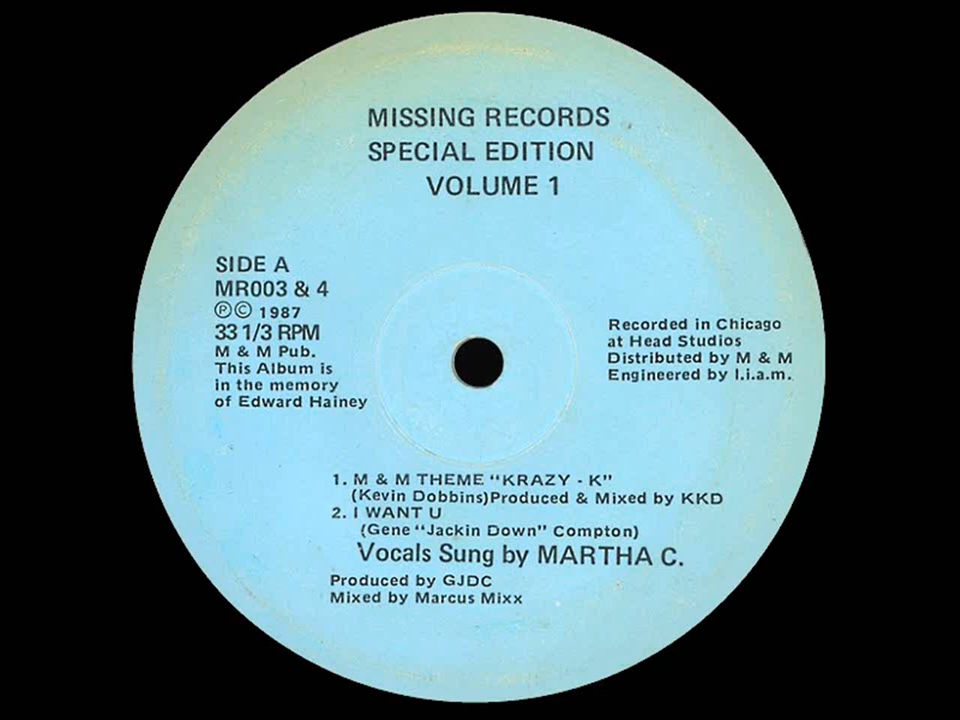 MISSING RECORDS
SPECIAL EDITION
VOLUME 1
SIDE A
MR003 & 4
ⓅⒸ 1987
33 1/3 RPM
M & M Pub.
This Album is
in the memory
of Edward Hainey
Recorded in Chicago
at Head Studios
Distributed by M & M
Engineered by l.i.a.m.
1. M & M THEME “KRAZY - K”
(Kevin Dobbins)Produced & Mixed by KKD
2. I WANT U
(Gene “Jackin Down” Compton)
Vocals Sung by MARTHA C.
Produced by GJDC
Mixed by Marcus Mixx